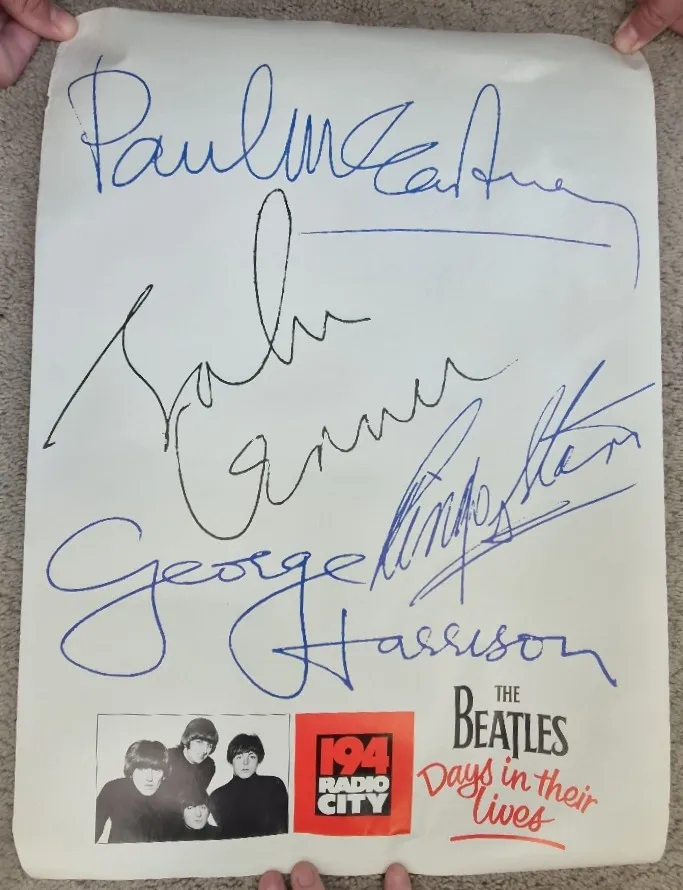 Paul McCartney
John
Lennon
Ringo Starr
George
Harrison
194
RADIO
CITY
THE
BEATLES
Days in their
lives